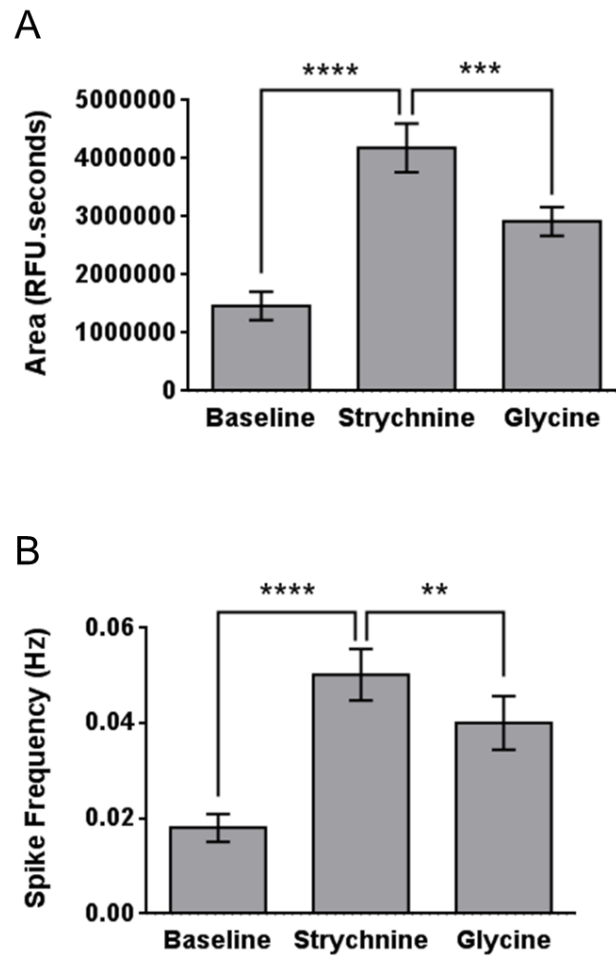 A
**** ***
Area (RFU.seconds)
5000000
4000000
3000000
2000000
1000000
0
Baseline Strychnine Glycine
B
**** **
Spike Frequency (Hz)
0.06
0.04
0.02
0.00
Baseline Strychnine Glycine